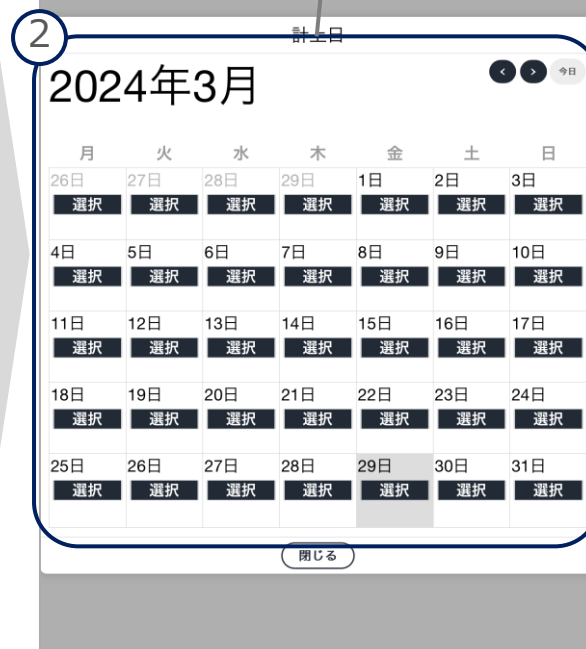 2
計上日
2024年3月
< > 今日
月 火 水 木 金 土 日
26日 27日 28日 29日 1日 2日 3日
選択 選択 選択 選択 選択 選択 選択
4日 5日 6日 7日 8日 9日 10日
選択 選択 選択 選択 選択 選択 選択
11日 12日 13日 14日 15日 16日 17日
選択 選択 選択 選択 選択 選択 選択
18日 19日 20日 21日 22日 23日 24日
選択 選択 選択 選択 選択 選択 選択
25日 26日 27日 28日 29日 30日 31日
選択 選択 選択 選択 選択 選択 選択
閉じる